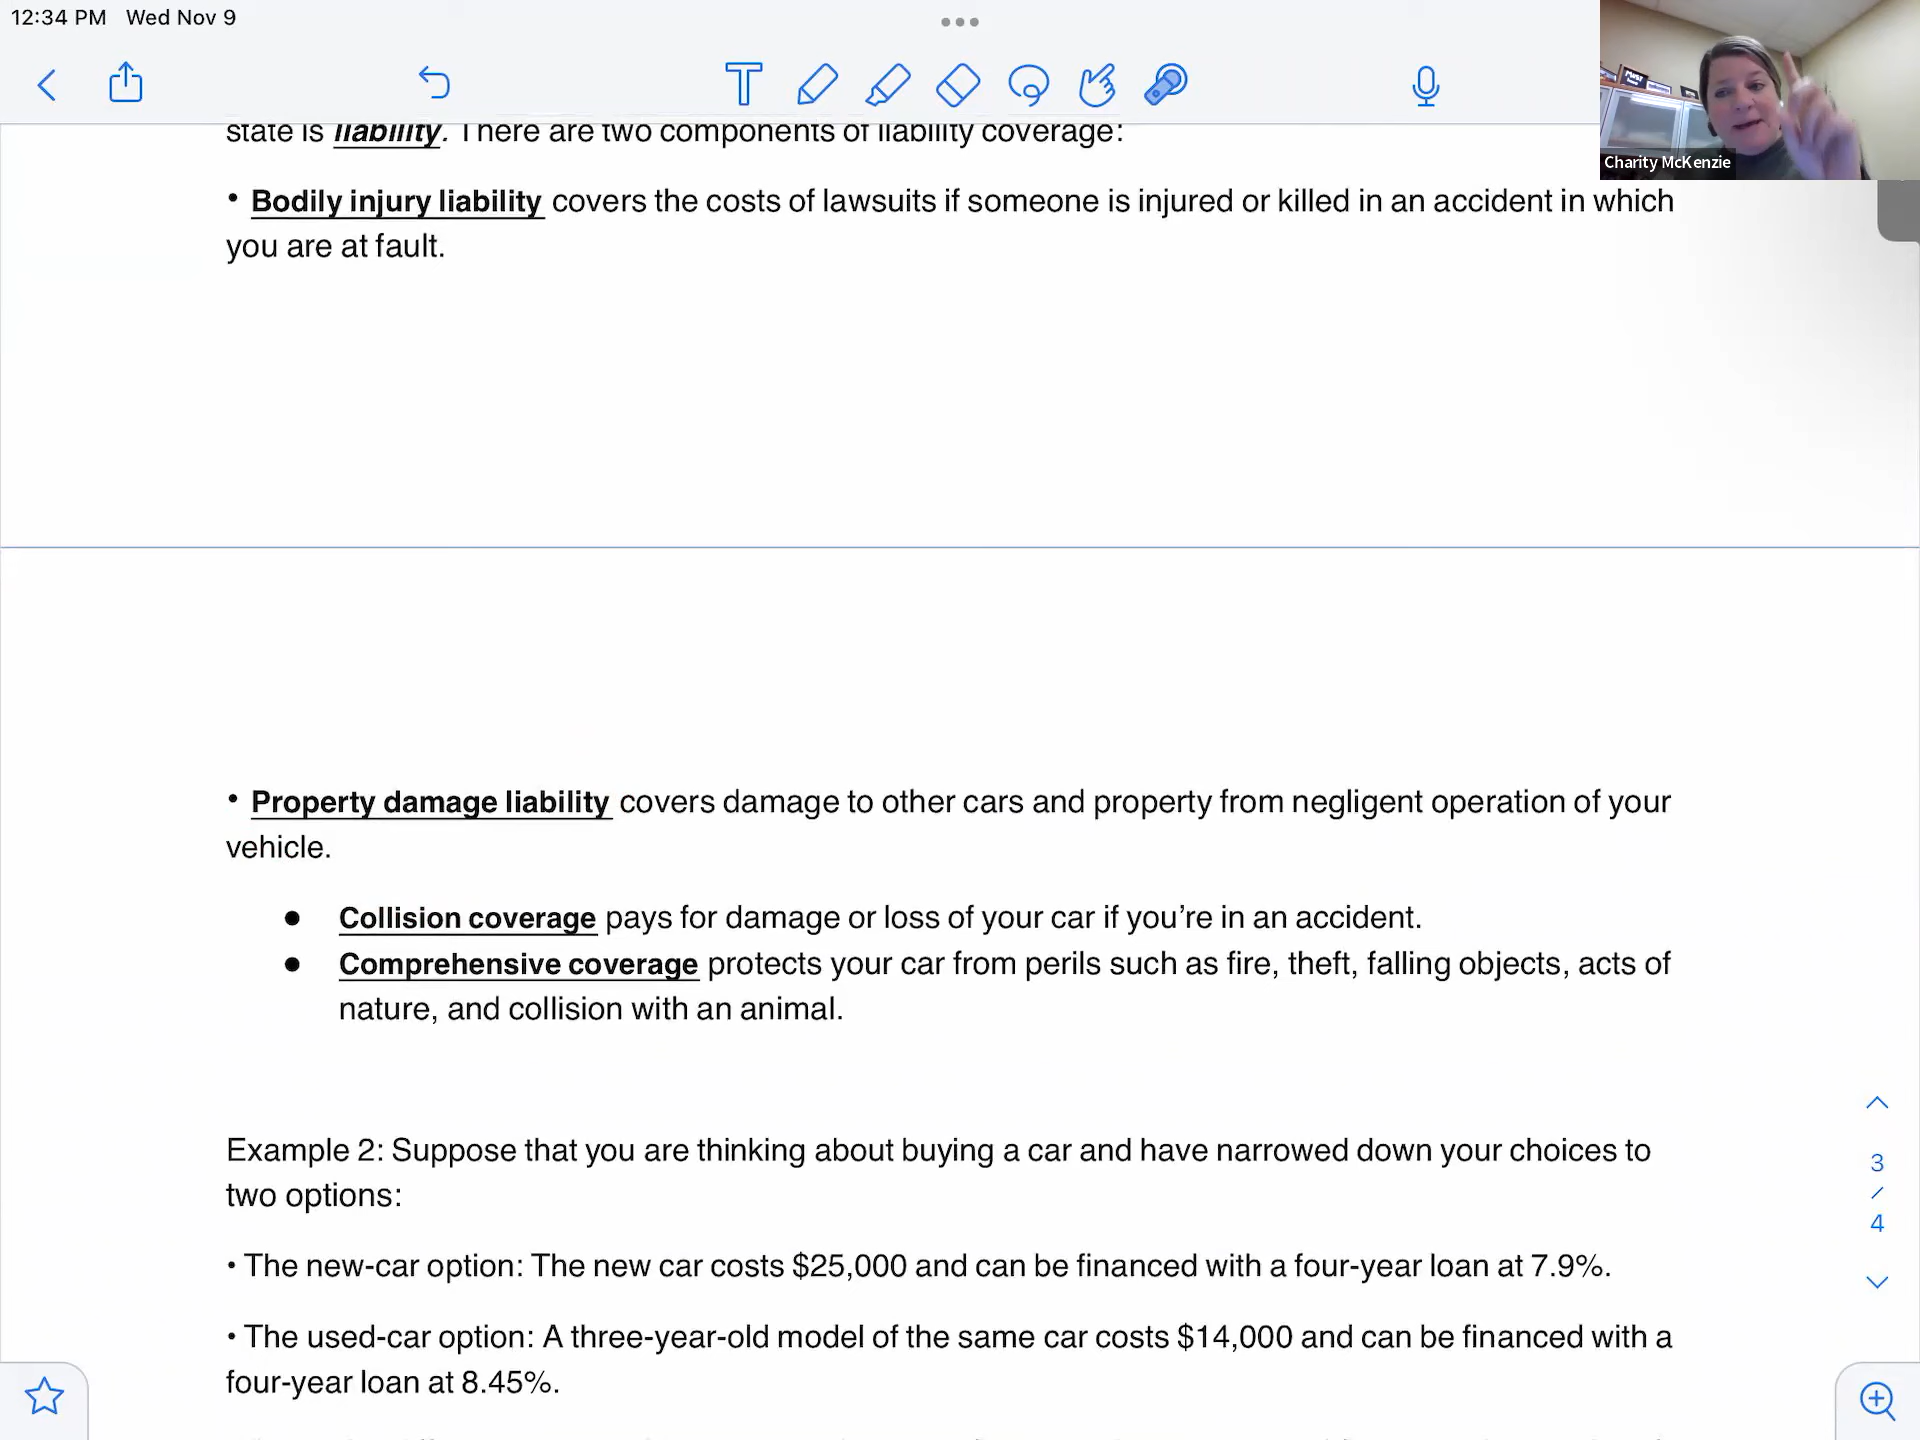 12:34 PM Wed Nov 9
Charity McKenzie
state is liability. There are two components of liability coverage:
• Bodily injury liability covers the costs of lawsuits if someone is injured or killed in an accident in which
you are at fault.
• Property damage liability covers damage to other cars and property from negligent operation of your
vehicle.
● Collision coverage pays for damage or loss of your car if you’re in an accident.
● Comprehensive coverage protects your car from perils such as fire, theft, falling objects, acts of
nature, and collision with an animal.
Example 2: Suppose that you are thinking about buying a car and have narrowed down your choices to
two options:
• The new-car option: The new car costs $25,000 and can be financed with a four-year loan at 7.9%.
• The used-car option: A three-year-old model of the same car costs $14,000 and can be financed with a
four-year loan at 8.45%.
3
/
4